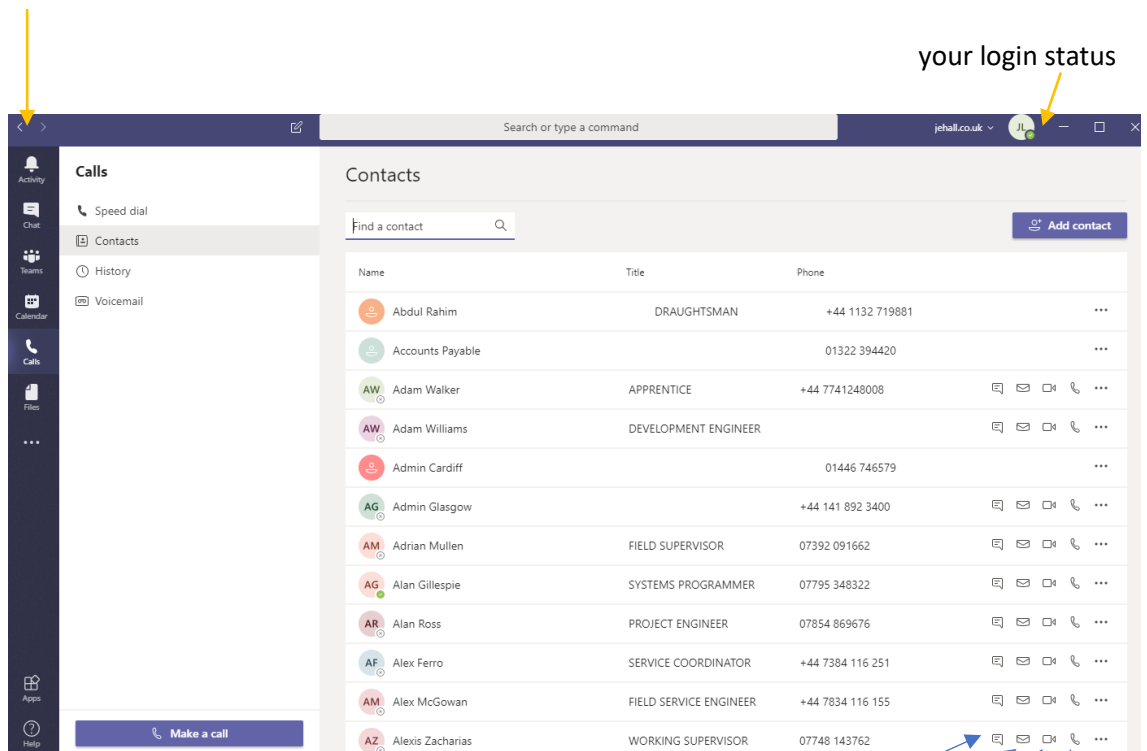 your login status
Search or type a command
jehall.co.uk
JL
Activity
Chat
Teams
Calendar
Calls
Files
Apps
Help
Calls
Speed dial
Contacts
History
Voicemail
Make a call
Contacts
Find a contact
Add contact
Name Title Phone
Abdul Rahim DRAUGHTSMAN +44 1132 719881
Accounts Payable 01322 394420
AW Adam Walker APPRENTICE +44 7741248008
AW Adam Williams DEVELOPMENT ENGINEER
Admin Cardiff 01446 746579
AG Admin Glasgow +44 141 892 3400
AM Adrian Mullen FIELD SUPERVISOR 07392 091662
AG Alan Gillespie SYSTEMS PROGRAMMER 07795 348322
AR Alan Ross PROJECT ENGINEER 07854 869676
AF Alex Ferro SERVICE COORDINATOR +44 7384 116 251
AM Alex McGowan FIELD SERVICE ENGINEER +44 7834 116 155
AZ Alexis Zacharias WORKING SUPERVISOR 07748 143762